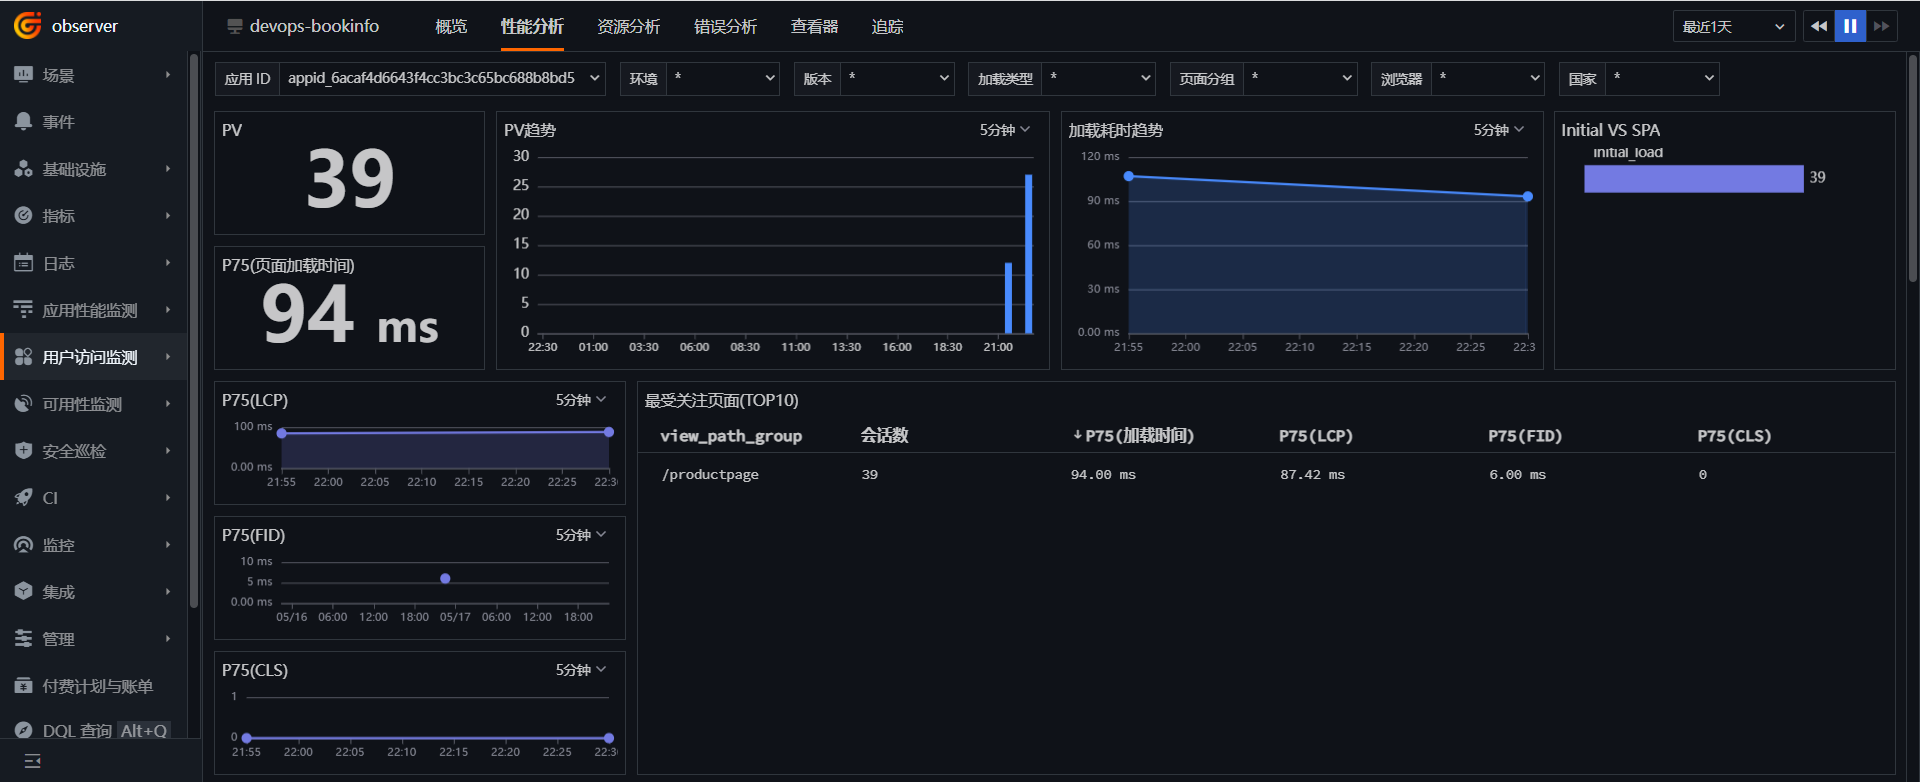 observer
devops-bookinfo
概览
性能分析
资源分析
错误分析
查看器
追踪
最近1天
场景
事件
基础设施
指标
日志
应用性能监测
用户访问监测
可用性监测
安全巡检
CI
监控
集成
管理
付费计划与账单
DQL 查询 Alt+Q
应用 ID appid_6acaf4d6643f4cc3bc3c65bc688b8bd5
环境 *
版本 *
加载类型 *
页面分组 *
浏览器 *
国家 *
PV
39
P75(页面加载时间)
94 ms
PV趋势 5分钟
30
25
20
15
10
5
0
22:30 01:00 03:30 06:00 08:30 11:00 13:30 16:00 18:30 21:00
加载耗时趋势 5分钟
120 ms
90 ms
60 ms
30 ms
0.00 ms
21:55 22:00 22:05 22:10 22:15 22:20 22:25 22:3
Initial VS SPA
initial_load
39
P75(LCP) 5分钟
100 ms
0.00 ms
21:55 22:00 22:05 22:10 22:15 22:20 22:25 22:3
P75(FID) 5分钟
10 ms
5 ms
0.00 ms
05/16 06:00 12:00 18:00 05/17 06:00 12:00 18:00
P75(CLS) 5分钟
1
0
21:55 22:00 22:05 22:10 22:15 22:20 22:25 22:3
最受关注页面(TOP10)
view_path_group 会话数 ↓P75(加载时间) P75(LCP) P75(FID) P75(CLS)
/productpage 39 94.00 ms 87.42 ms 6.00 ms 0